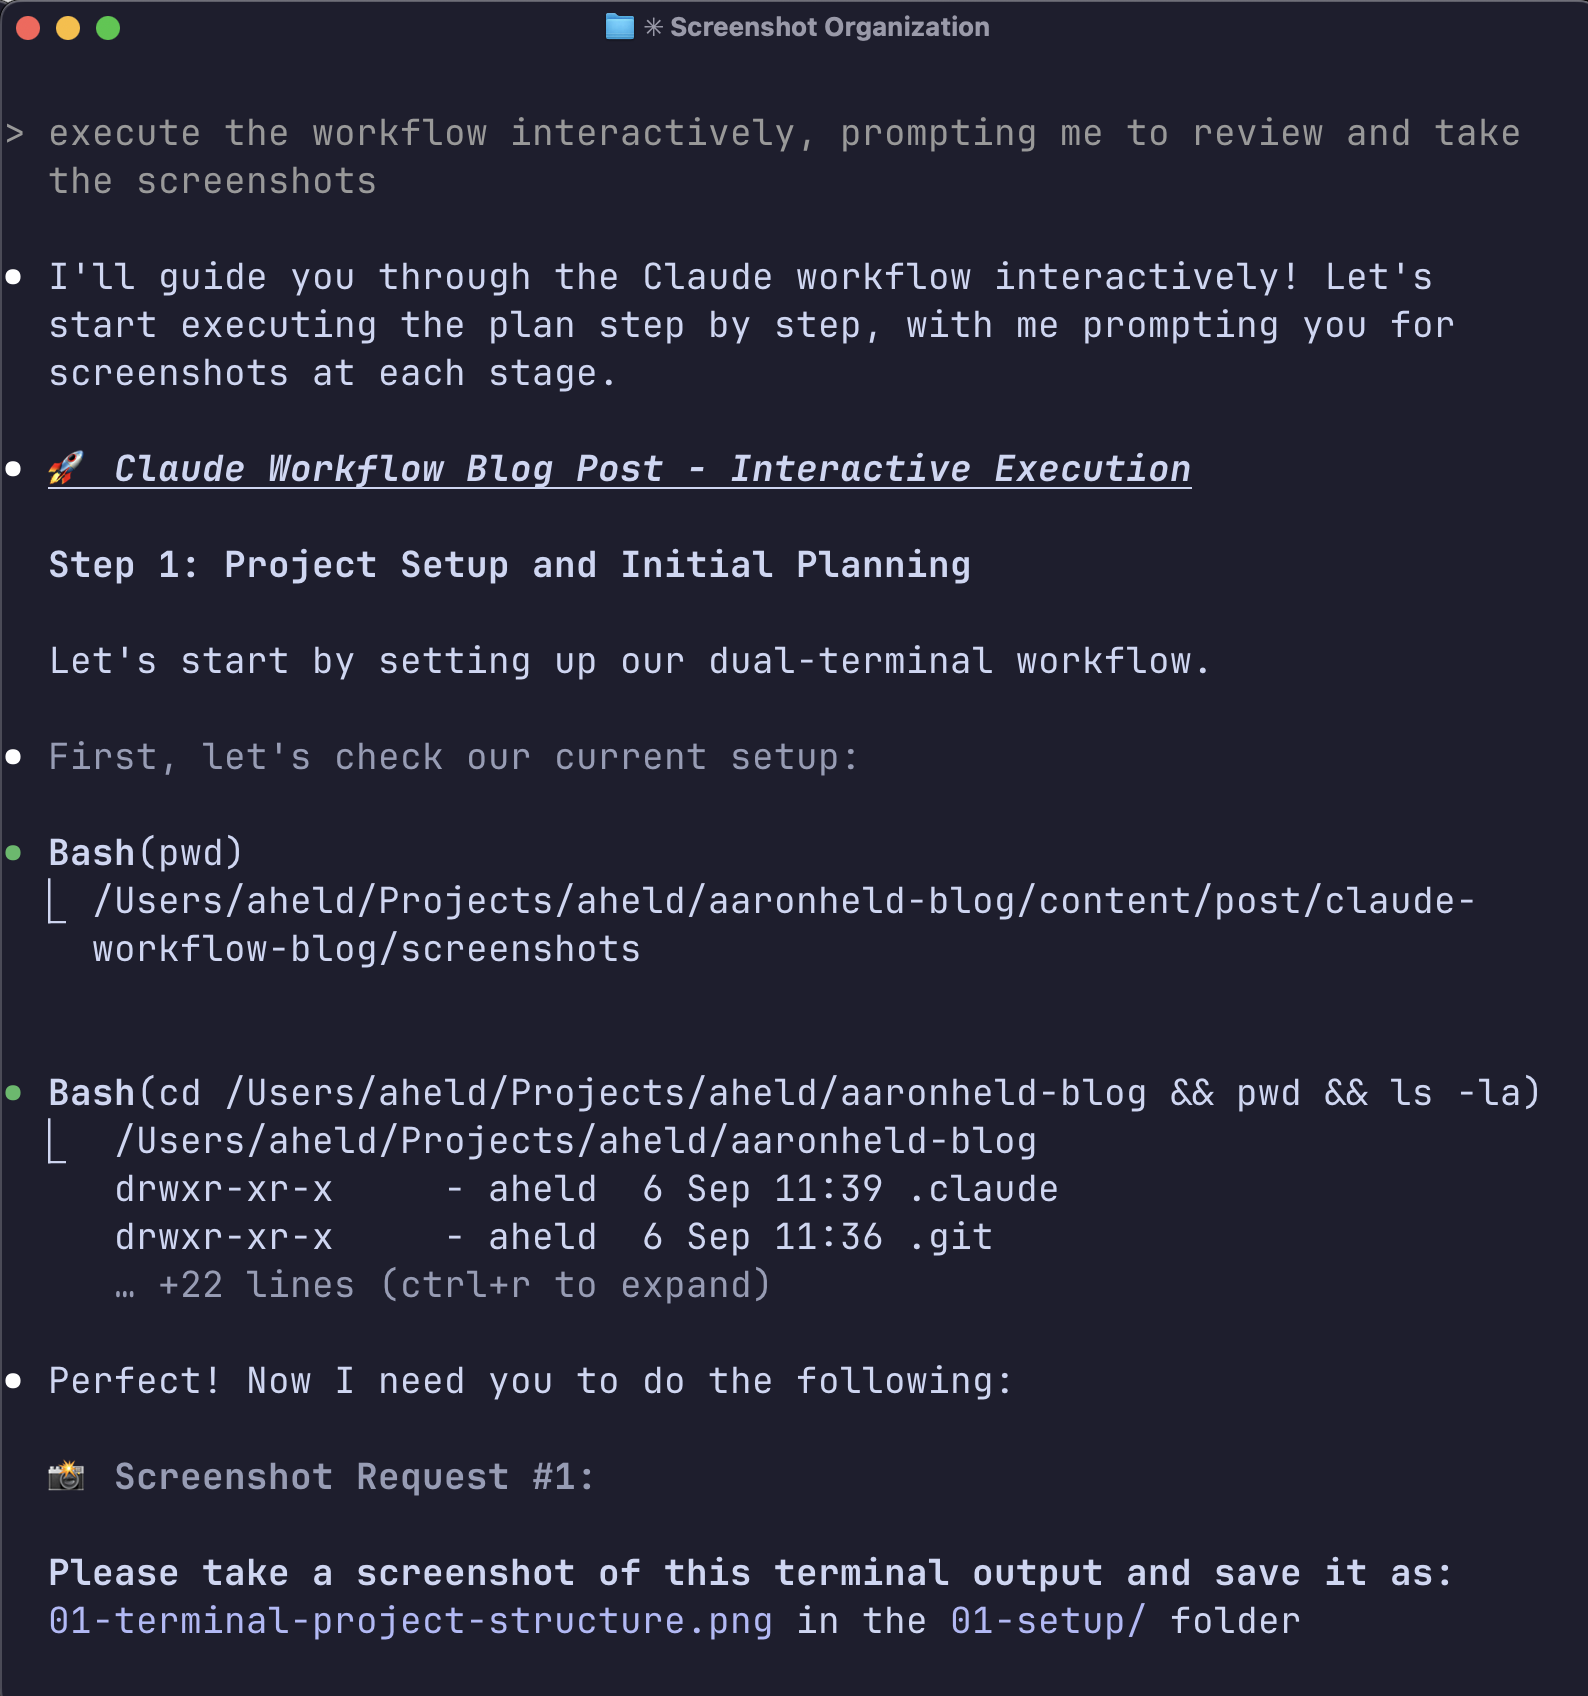 ✳ Screenshot Organization
> execute the workflow interactively, prompting me to review and take
the screenshots
● I'll guide you through the Claude workflow interactively! Let's
start executing the plan step by step, with me prompting you for
screenshots at each stage.
● 🚀 Claude Workflow Blog Post - Interactive Execution
Step 1: Project Setup and Initial Planning
Let's start by setting up our dual-terminal workflow.
● First, let's check our current setup:
● Bash(pwd)
⎿ /Users/aheld/Projects/aheld/aaronheld-blog/content/post/claude-
workflow-blog/screenshots
● Bash(cd /Users/aheld/Projects/aheld/aaronheld-blog && pwd && ls -la)
⎿ /Users/aheld/Projects/aheld/aaronheld-blog
drwxr-xr-x     - aheld  6 Sep 11:39 .claude
drwxr-xr-x     - aheld  6 Sep 11:36 .git
… +22 lines (ctrl+r to expand)
● Perfect! Now I need you to do the following:
📸 Screenshot Request #1:
Please take a screenshot of this terminal output and save it as:
01-terminal-project-structure.png in the 01-setup/ folder